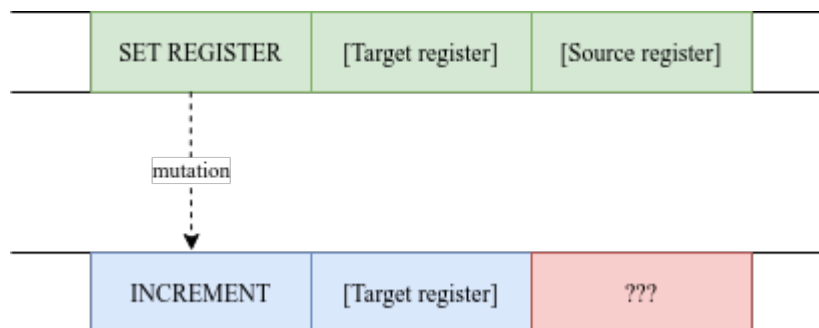 SET REGISTER [Target register] [Source register]
mutation
INCREMENT [Target register] ???